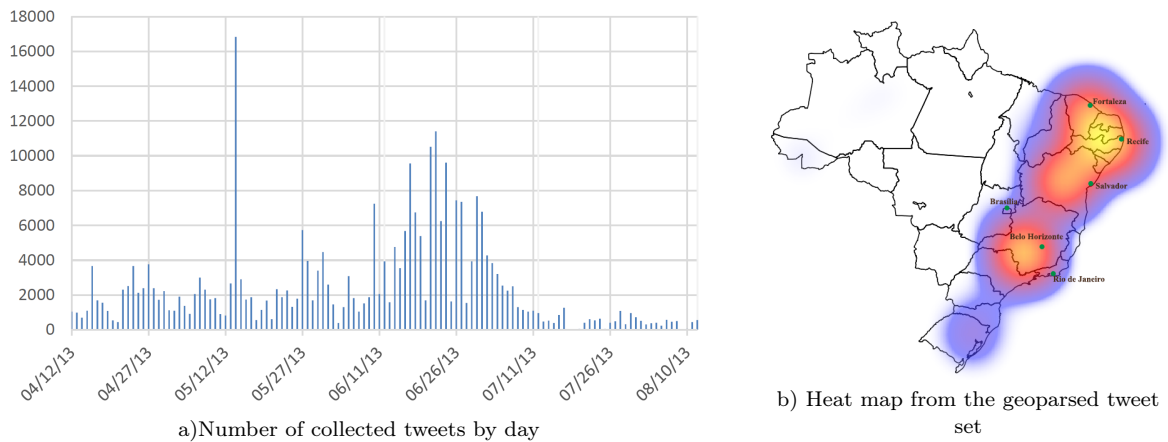 18000
16000
14000
12000
10000
8000
6000
4000
2000
0
04/12/13
04/27/13
05/12/13
05/27/13
06/11/13
06/26/13
07/11/13
07/26/13
08/10/13
a)Number of collected tweets by day
Fortaleza
Recife
Salvador
Brasília
Belo Horizonte
Rio de Janeiro
b) Heat map from the geoparsed tweet
set